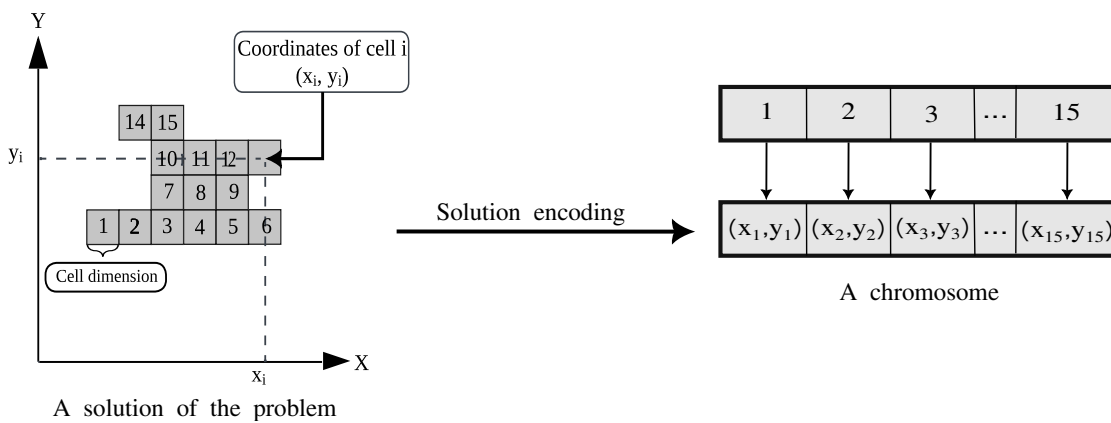 Y
Coordinates of cell i
(xᵢ, yᵢ)
14 15
yᵢ
10 11 12
7 8 9
1 2 3 4 5 6
Cell dimension
X
xᵢ
A solution of the problem
Solution encoding
1 2 3 ... 15
(x₁,y₁) (x₂,y₂) (x₃,y₃) ... (x₁₅,y₁₅)
A chromosome